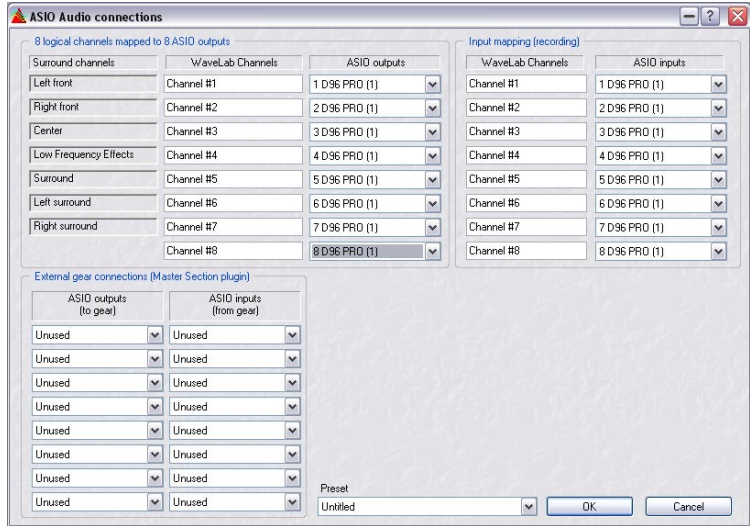 ASIO Audio connections
8 logical channels mapped to 8 ASIO outputs
Surround channels WaveLab Channels ASIO outputs
Left front Channel #1 1 D96 PRO (1)
Right front Channel #2 2 D96 PRO (1)
Center Channel #3 3 D96 PRO (1)
Low Frequency Effects Channel #4 4 D96 PRO (1)
Surround Channel #5 5 D96 PRO (1)
Left surround Channel #6 6 D96 PRO (1)
Right surround Channel #7 7 D96 PRO (1)
Channel #8 8 D96 PRO (1)
Input mapping (recording)
WaveLab Channels ASIO inputs
Channel #1 1 D96 PRO (1)
Channel #2 2 D96 PRO (1)
Channel #3 3 D96 PRO (1)
Channel #4 4 D96 PRO (1)
Channel #5 5 D96 PRO (1)
Channel #6 6 D96 PRO (1)
Channel #7 7 D96 PRO (1)
Channel #8 8 D96 PRO (1)
External gear connections (Master Section plugin)
ASIO outputs ASIO inputs
(to gear) (from gear)
Unused Unused
Unused Unused
Unused Unused
Unused Unused
Unused Unused
Unused Unused
Unused Unused
Unused Unused
Preset
Untitled OK Cancel